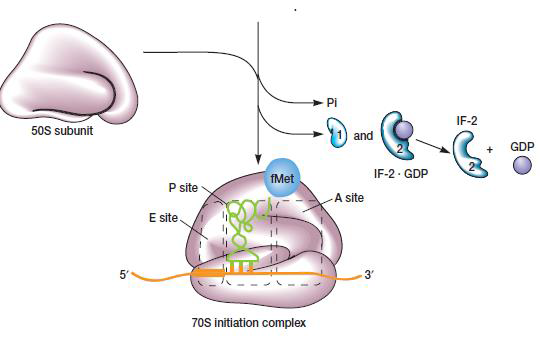 50S subunit
Pi
1 and 2
IF-2 · GDP
IF-2
2
+
GDP
fMet
P site
A site
E site
5′
3′
70S initiation complex